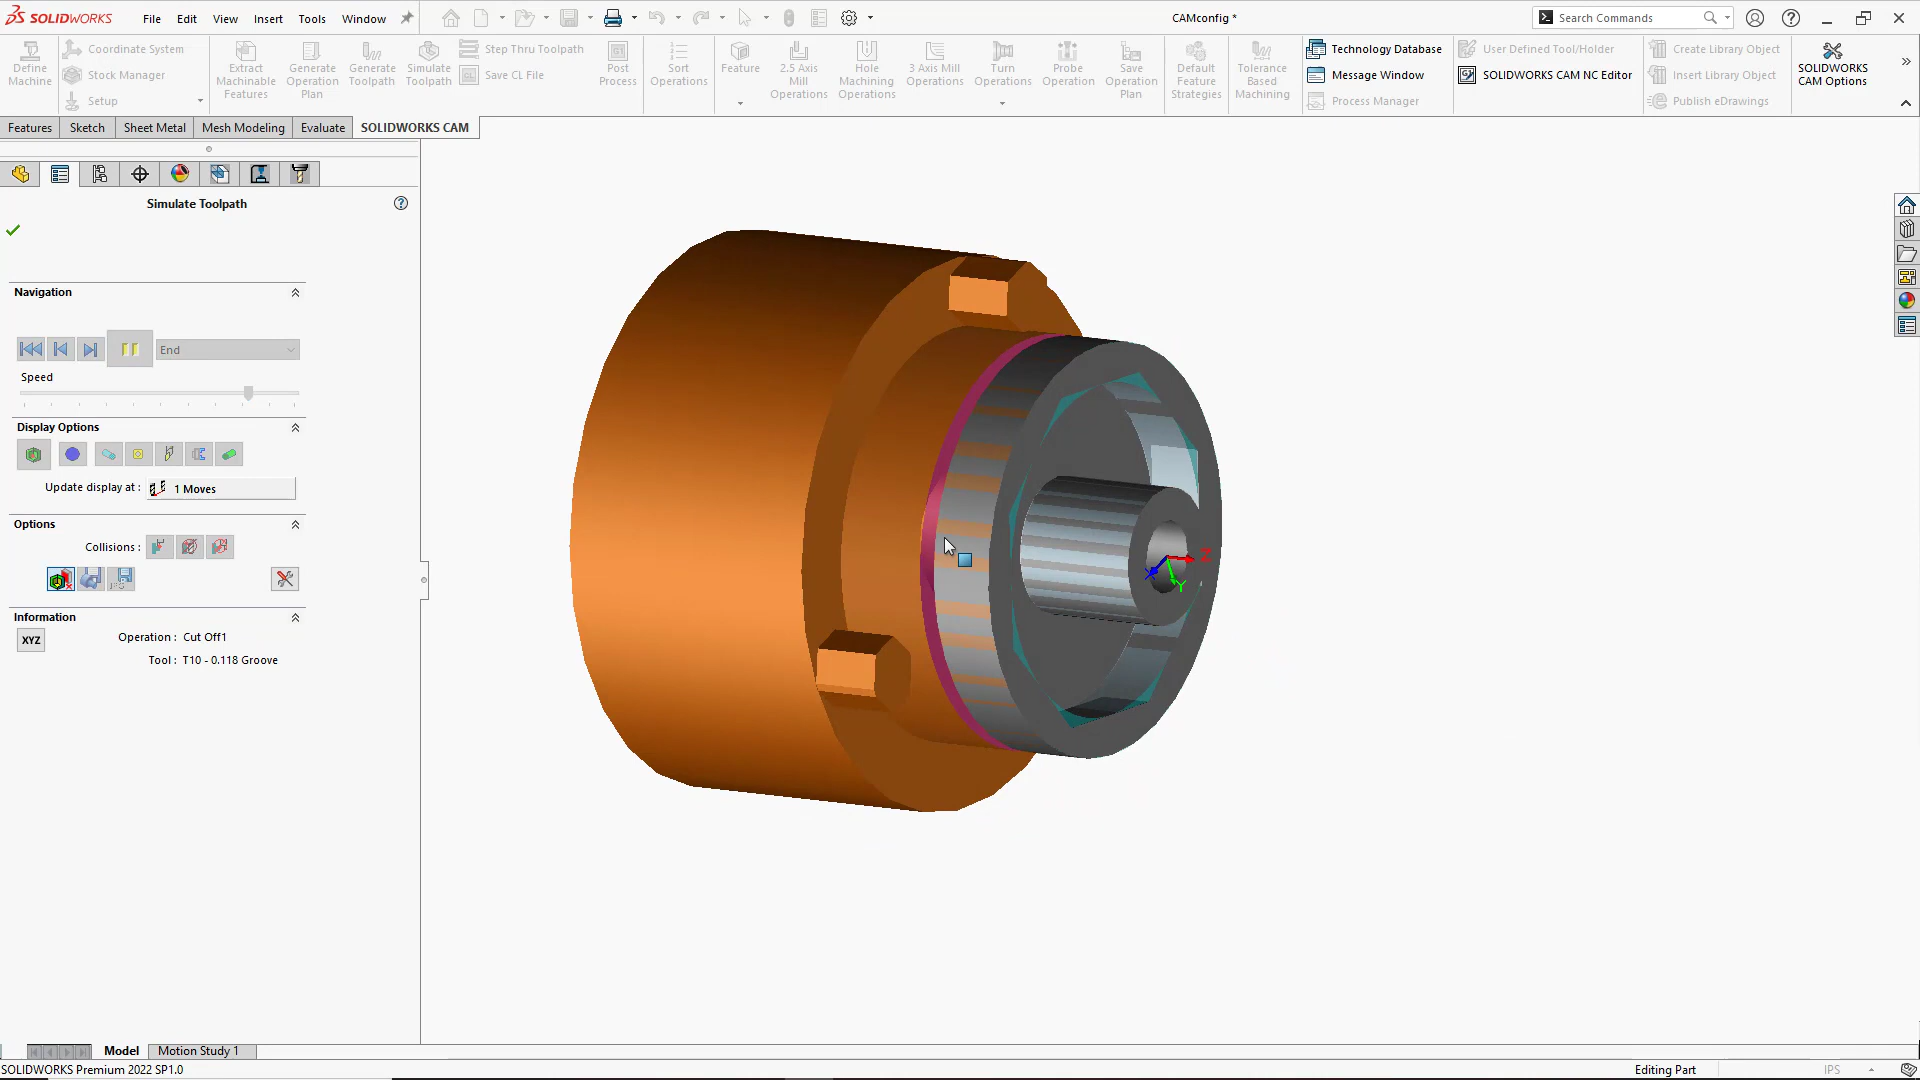 SOLIDWORKS File Edit View Insert Tools Window CAMconfig * Search Commands
Define Machine
Coordinate System
Stock Manager
Setup
Extract Machinable Features
Generate Operation Plan
Generate Toolpath
Simulate Toolpath
Step Thru Toolpath
Save CL File
Post Process
Sort Operations
Feature
2.5 Axis Mill Operations
Hole Machining Operations
3 Axis Mill Operations
Turn Operations
Probe Operation
Save Operation Plan
Default Feature Strategies
Tolerance Based Machining
Technology Database
Message Window
Process Manager
User Defined Tool/Holder
SOLIDWORKS CAM NC Editor
Create Library Object
Insert Library Object
Publish eDrawings
SOLIDWORKS CAM Options
Features Sketch Sheet Metal Mesh Modeling Evaluate SOLIDWORKS CAM
Simulate Toolpath
Navigation
End
Speed
Display Options
Update display at : 1 Moves
Options
Collisions :
Information
XYZ Operation : Cut Off1
Tool : T10 - 0.118 Groove
Z
X
Y
Model Motion Study 1
SOLIDWORKS Premium 2022 SP1.0 Editing Part IPS